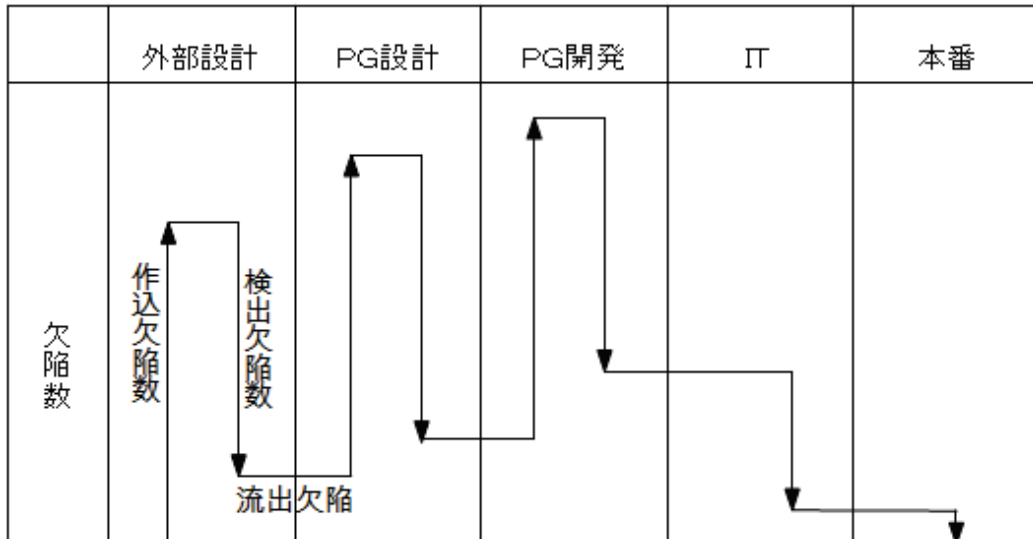 外部設計
PG設計
PG開発
IT
本番
欠陥数
作込欠陥数
検出欠陥数
流出欠陥